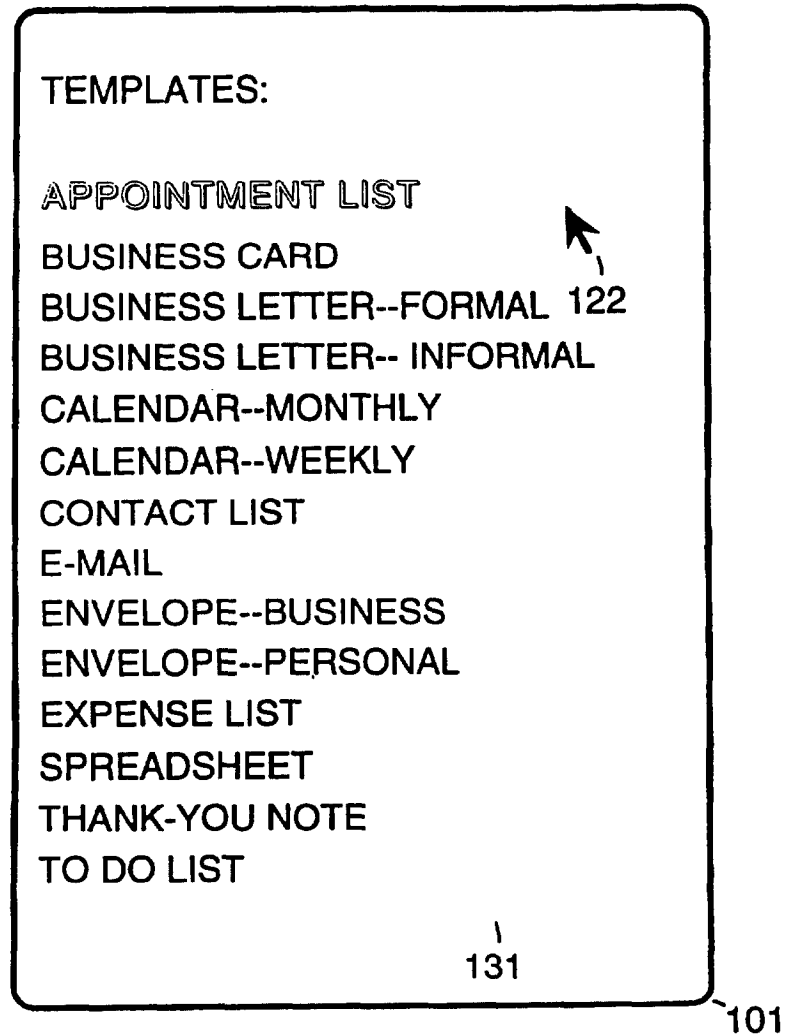 TEMPLATES:
APPOINTMENT LIST
BUSINESS CARD
BUSINESS LETTER--FORMAL 122
BUSINESS LETTER-- INFORMAL
CALENDAR--MONTHLY
CALENDAR--WEEKLY
CONTACT LIST
E-MAIL
ENVELOPE--BUSINESS
ENVELOPE--PERSONAL
EXPENSE LIST
SPREADSHEET
THANK-YOU NOTE
TO DO LIST
131
101